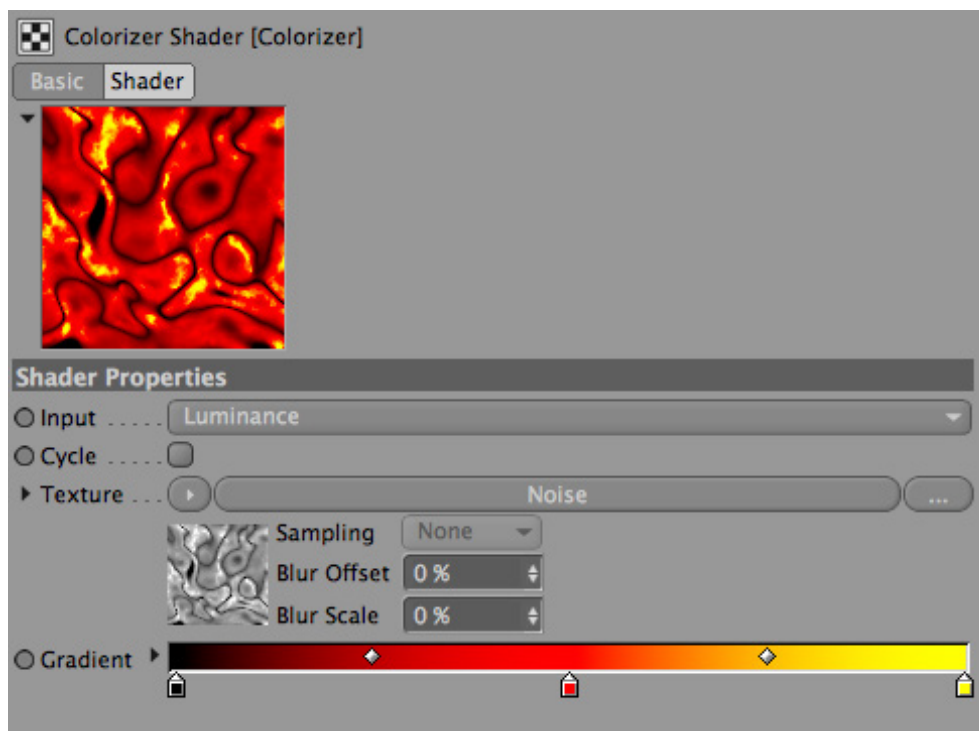 Colorizer Shader [Colorizer]
Basic Shader
Shader Properties
Input ..... Luminance
Cycle .....
Texture ... Noise ...
Sampling None
Blur Offset 0 %
Blur Scale 0 %
Gradient